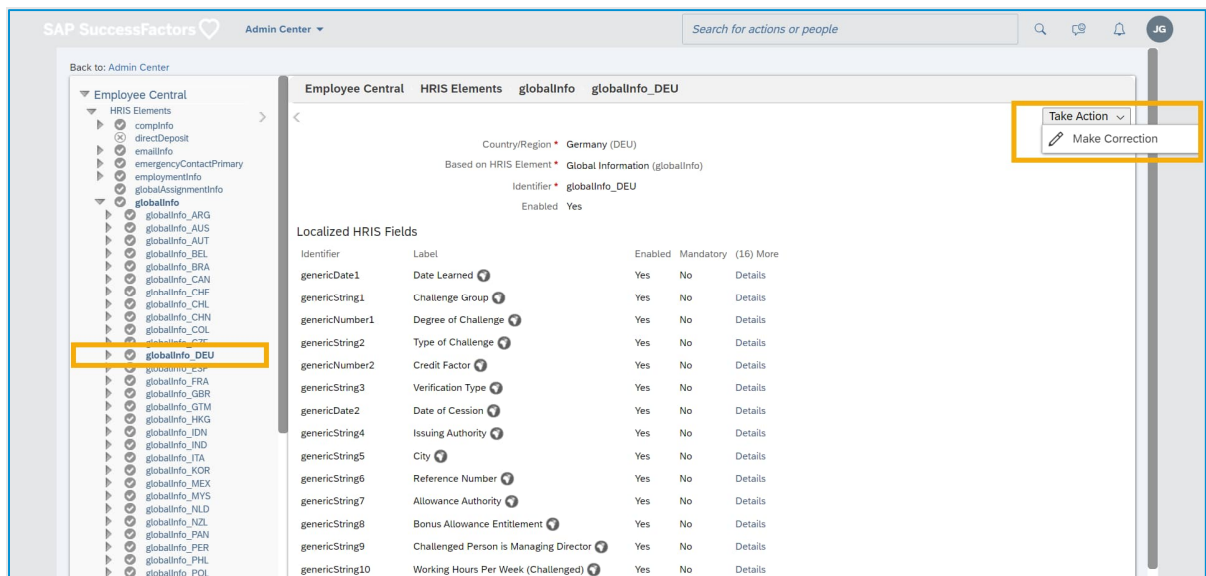 SAP SuccessFactors Admin Center Search for actions or people JG
Back to: Admin Center
Employee Central
HRIS Elements
compInfo
directDeposit
emailInfo
emergencyContactPrimary
employmentInfo
globalAssignmentInfo
globalInfo
globalInfo_ARG
globalInfo_AUS
globalInfo_AUT
globalInfo_BEL
globalInfo_BRA
globalInfo_CAN
globalInfo_CHE
globalInfo_CHL
globalInfo_CHN
globalInfo_COL
globalInfo_CZE
globalInfo_DEU
globalInfo_ESP
globalInfo_FRA
globalInfo_GBR
globalInfo_GTM
globalInfo_HKG
globalInfo_IDN
globalInfo_IND
globalInfo_ITA
globalInfo_KOR
globalInfo_MEX
globalInfo_MYS
globalInfo_NLD
globalInfo_NZL
globalInfo_PAN
globalInfo_PER
globalInfo_PHL
globalInfo_POL
Employee Central HRIS Elements globalInfo globalInfo_DEU
Take Action
Make Correction
Country/Region * Germany (DEU)
Based on HRIS Element * Global Information (globalInfo)
Identifier * globalInfo_DEU
Enabled Yes
Localized HRIS Fields
Identifier Label Enabled Mandatory (16) More
genericDate1 Date Learned Yes No Details
genericString1 Challenge Group Yes No Details
genericNumber1 Degree of Challenge Yes No Details
genericString2 Type of Challenge Yes No Details
genericNumber2 Credit Factor Yes No Details
genericString3 Verification Type Yes No Details
genericDate2 Date of Cession Yes No Details
genericString4 Issuing Authority Yes No Details
genericString5 City Yes No Details
genericString6 Reference Number Yes No Details
genericString7 Allowance Authority Yes No Details
genericString8 Bonus Allowance Entitlement Yes No Details
genericString9 Challenged Person is Managing Director Yes No Details
genericString10 Working Hours Per Week (Challenged) Yes No Details